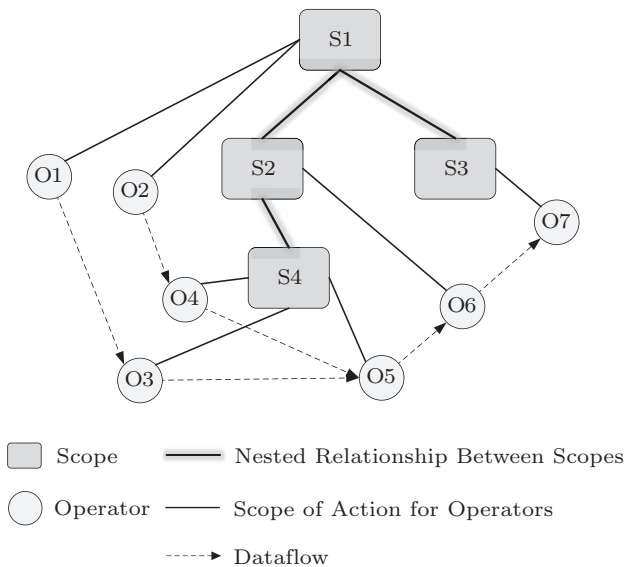 S1
S2
S3
O1
O2
O7
S4
O4
O6
O3
O5
Scope
Nested Relationship Between Scopes
Operator
Scope of Action for Operators
Dataflow